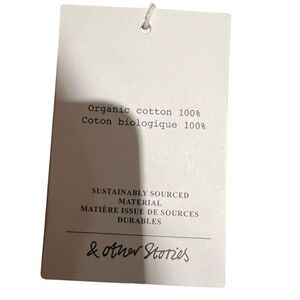 Organic cotton 100%
Coton biologique 100%
SUSTAINABLY SOURCED
MATERIAL
MATIÈRE ISSUE DE SOURCES
DURABLES
& other Stories